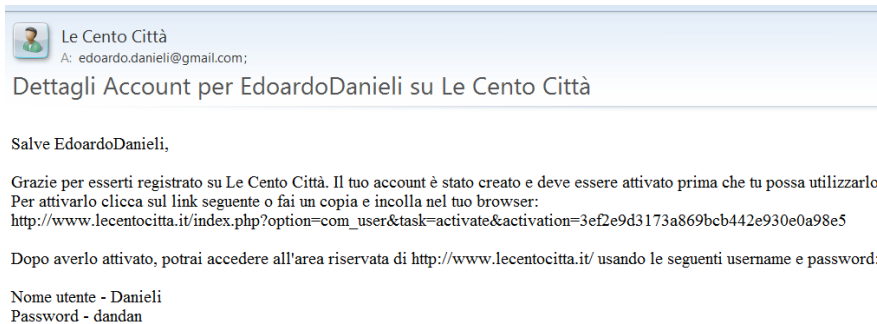 Le Cento Città
A: edoardo.danieli@gmail.com;
Dettagli Account per EdoardoDanieli su Le Cento Città
Salve EdoardoDanieli,
Grazie per esserti registrato su Le Cento Città. Il tuo account è stato creato e deve essere attivato prima che tu possa utilizzarlo
Per attivarlo clicca sul link seguente o fai un copia e incolla nel tuo browser:
http://www.lecentocitta.it/index.php?option=com_user&task=activate&activation=3ef2e9d3173a869bcb442e930e0a98e5
Dopo averlo attivato, potrai accedere all'area riservata di http://www.lecentocitta.it/ usando le seguenti username e password:
Nome utente - Danieli
Password - dandan